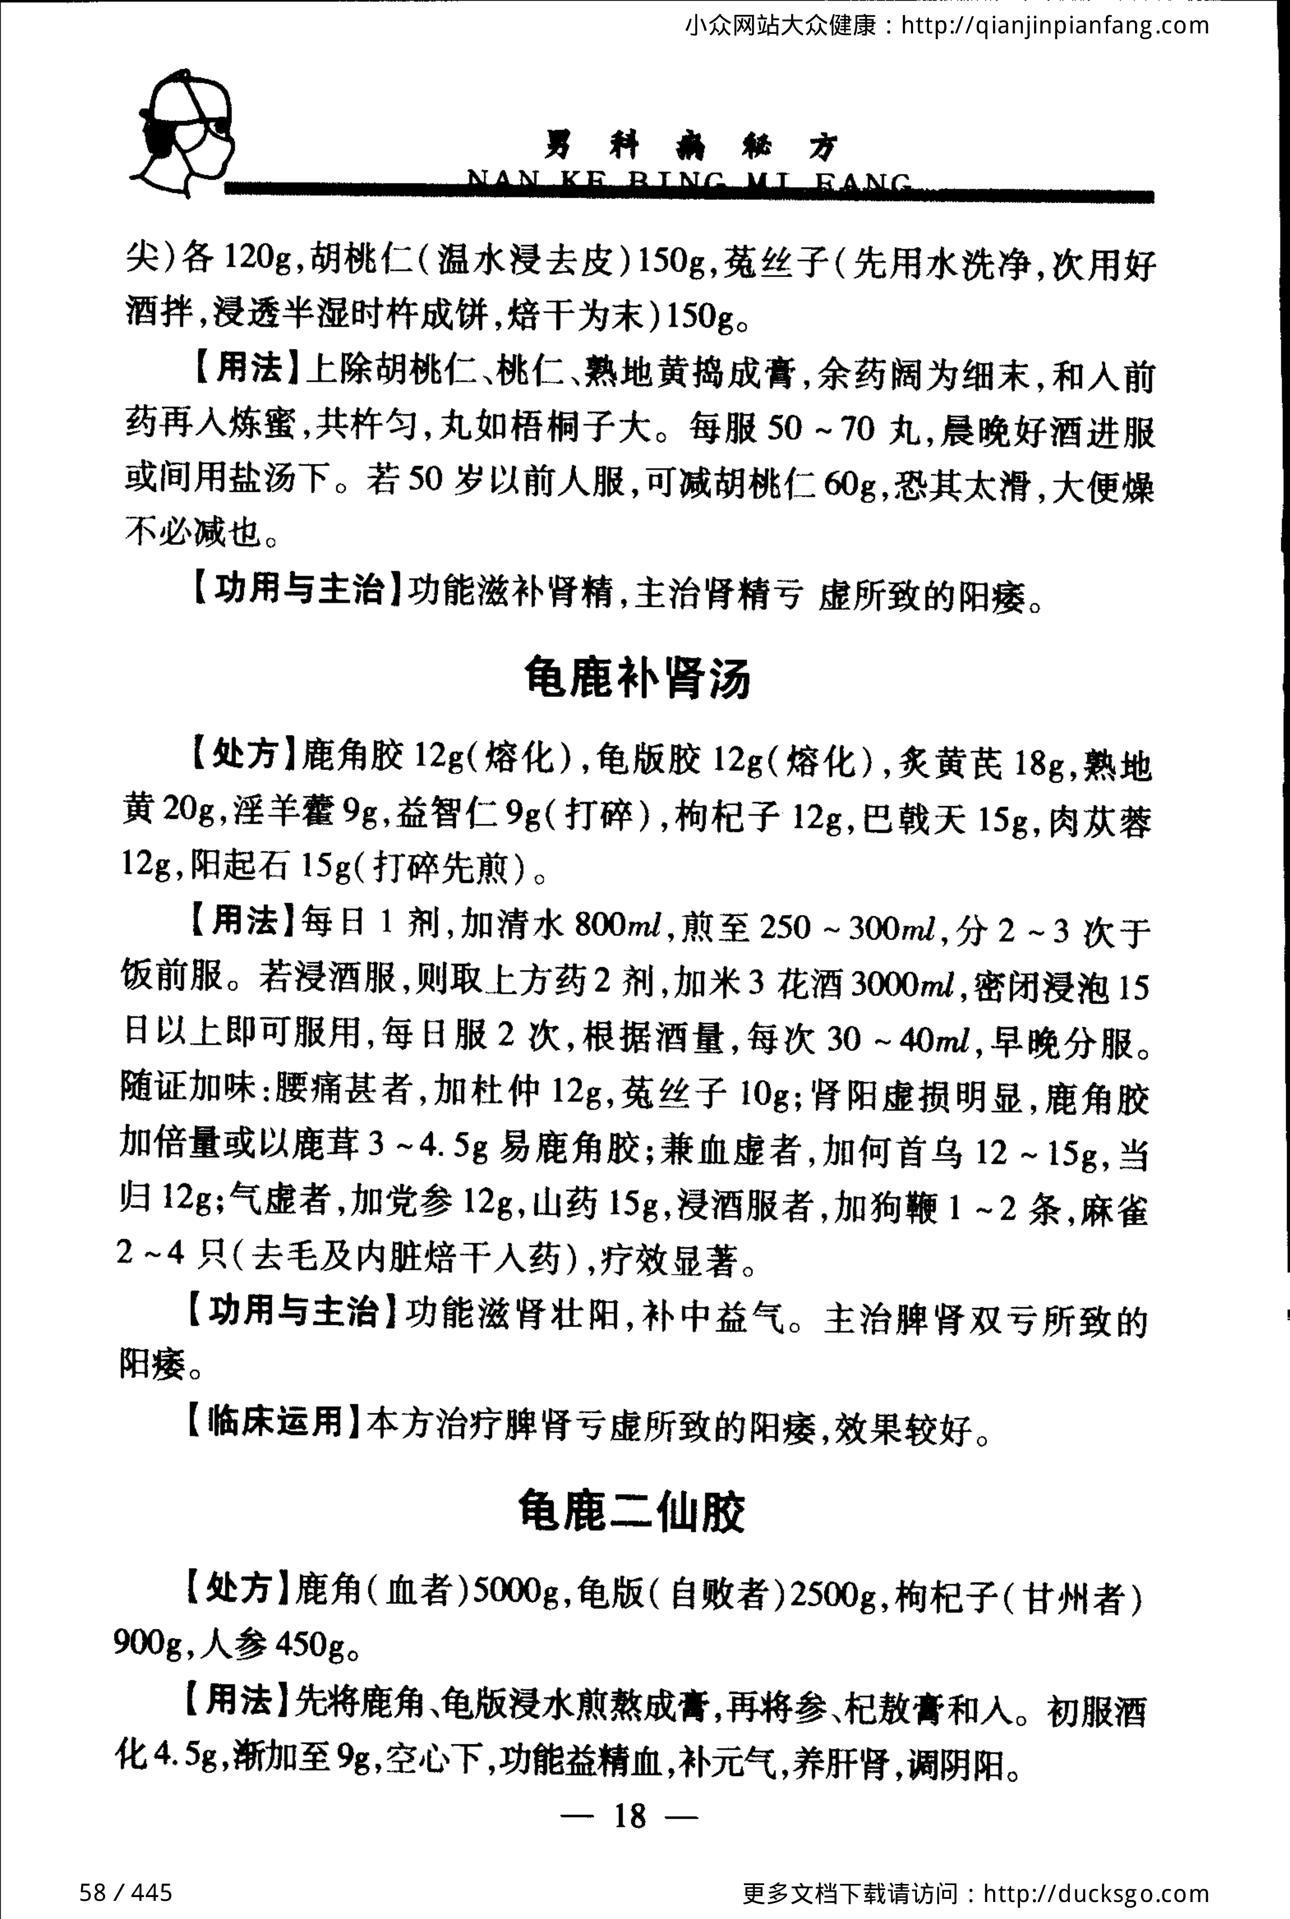 小众网站大众健康：http://qianjinpianfang.com
男科病秘方
NAN KE BING MI FANG
尖)各120g,胡桃仁(温水浸去皮)150g,菟丝子(先用水洗净,次用好
酒拌,浸透半湿时杵成饼,焙干为末)150g。
【用法】上除胡桃仁、桃仁、熟地黄捣成膏,余药阔为细末,和入前
药再入炼蜜,共杵匀,丸如梧桐子大。每服50～70丸,晨晚好酒进服
或间用盐汤下。若50岁以前人服,可减胡桃仁60g,恐其太滑,大便燥
不必减也。
【功用与主治】功能滋补肾精,主治肾精亏 虚所致的阳痿。
龟鹿补肾汤
【处方】鹿角胶12g(熔化),龟版胶12g(熔化),炙黄芪18g,熟地
黄20g,淫羊藿9g,益智仁9g(打碎),枸杞子12g,巴戟天15g,肉苁蓉
12g,阳起石15g(打碎先煎)。
【用法】每日1剂,加清水800ml,煎至250～300ml,分2～3次于
饭前服。若浸酒服,则取上方药2剂,加米3花酒3000ml,密闭浸泡15
日以上即可服用,每日服2次,根据酒量,每次30～40ml,早晚分服。
随证加味:腰痛甚者,加杜仲12g,菟丝子10g;肾阳虚损明显,鹿角胶
加倍量或以鹿茸3～4.5g易鹿角胶;兼血虚者,加何首乌12～15g,当
归12g;气虚者,加党参12g,山药15g,浸酒服者,加狗鞭1～2条,麻雀
2～4只(去毛及内脏焙干入药),疗效显著。
【功用与主治】功能滋肾壮阳,补中益气。主治脾肾双亏所致的
阳痿。
【临床运用】本方治疗脾肾亏虚所致的阳痿,效果较好。
龟鹿二仙胶
【处方】鹿角(血者)5000g,龟版(自败者)2500g,枸杞子(甘州者)
900g,人参450g。
【用法】先将鹿角、龟版浸水煎熬成膏,再将参、杞敖膏和入。初服酒
化4.5g,渐加至9g,空心下,功能益精血,补元气,养肝肾,调阴阳。
— 18 —
58 / 445
更多文档下载请访问：http://ducksgo.com